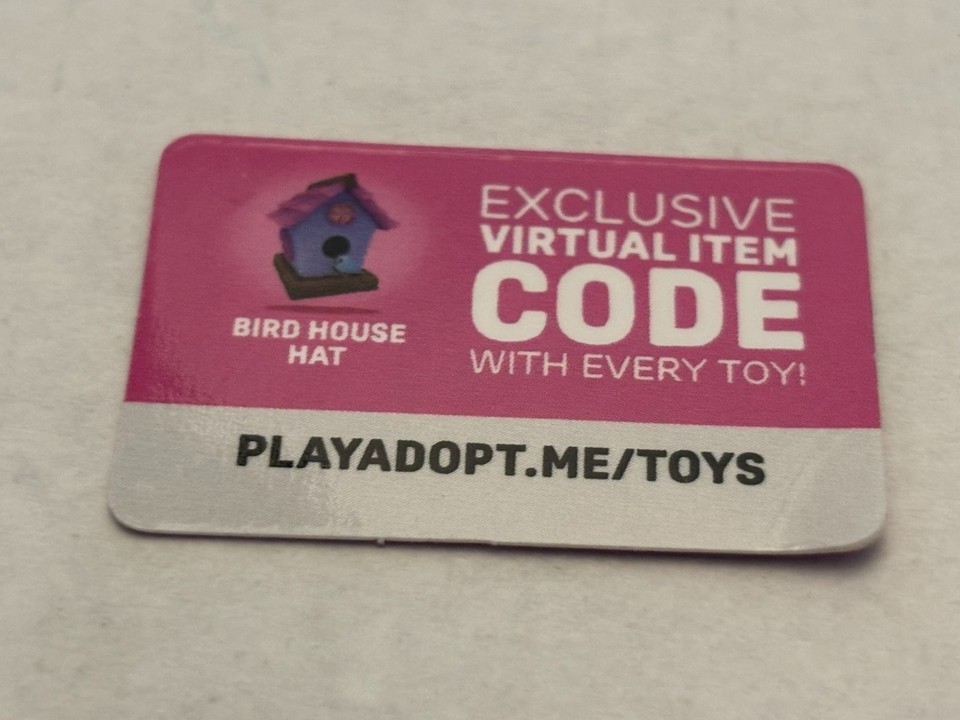 BIRD HOUSE
HAT
EXCLUSIVE
VIRTUAL ITEM
CODE
WITH EVERY TOY!
PLAYADOPT.ME/TOYS